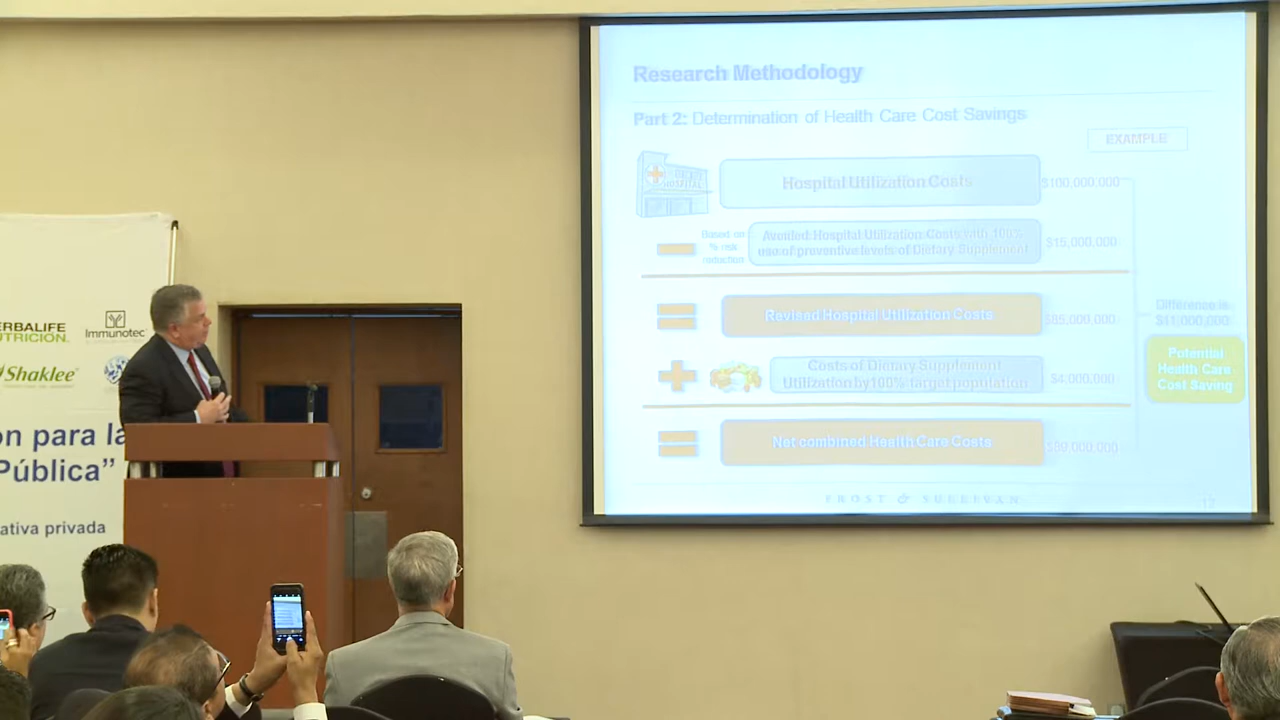 Research Methodology
Part 2: Determination of Health Care Cost Savings
EXAMPLE
Hospital Utilization Costs
$100,000,000
Based on
% risk
reduction
Avoided Hospital Utilization Costs with 100%
use of preventive levels of Dietary Supplement
$15,000,000
Revised Hospital Utilization Costs
$85,000,000
Difference is
$11,000,000
Costs of Dietary Supplement
Utilization by 100% target population
$4,000,000
Potential
Health Care
Cost Saving
Net combined Health Care Costs
$89,000,000
FROST & SULLIVAN
ERBALIFE
NUTRICIÓN.
Immunotec
Shaklee
ón para la
Pública”
ativa privada